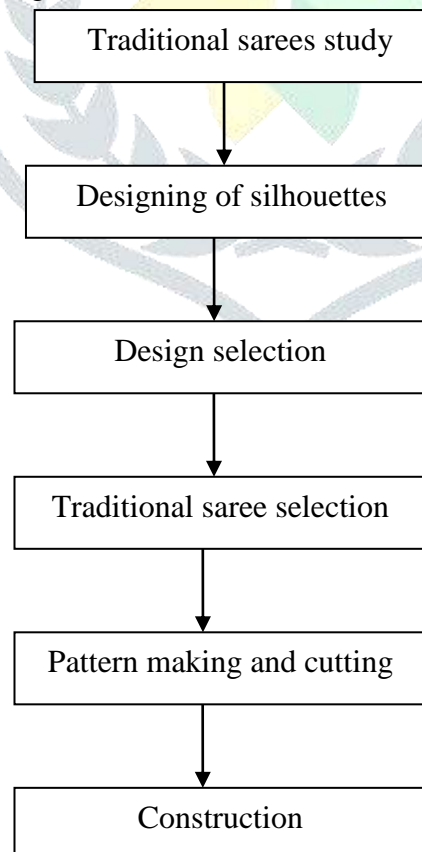 Traditional sarees study
Designing of silhouettes
Design selection
Traditional saree selection
Pattern making and cutting
Construction